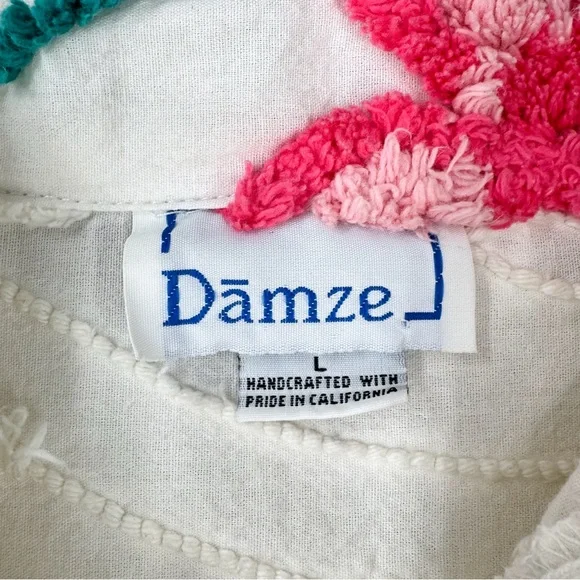 Dāmze
L
HANDCRAFTED WITH
PRIDE IN CALIFORNIA